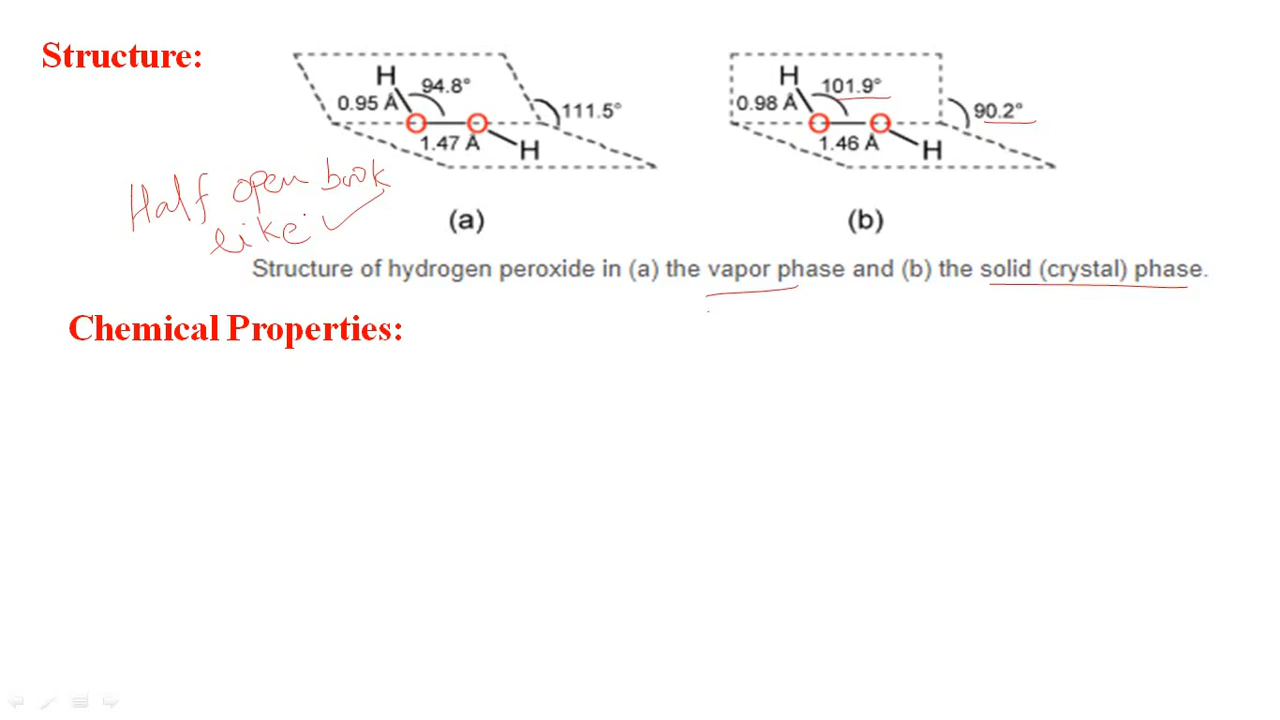 Structure:
H
94.8°
0.95 Å
111.5°
O
O
1.47 Å
H
(a)
H
101.9°
0.98 Å
90.2°
O
O
1.46 Å
H
(b)
Half open book
like
Structure of hydrogen peroxide in (a) the vapor phase and (b) the solid (crystal) phase.
Chemical Properties: